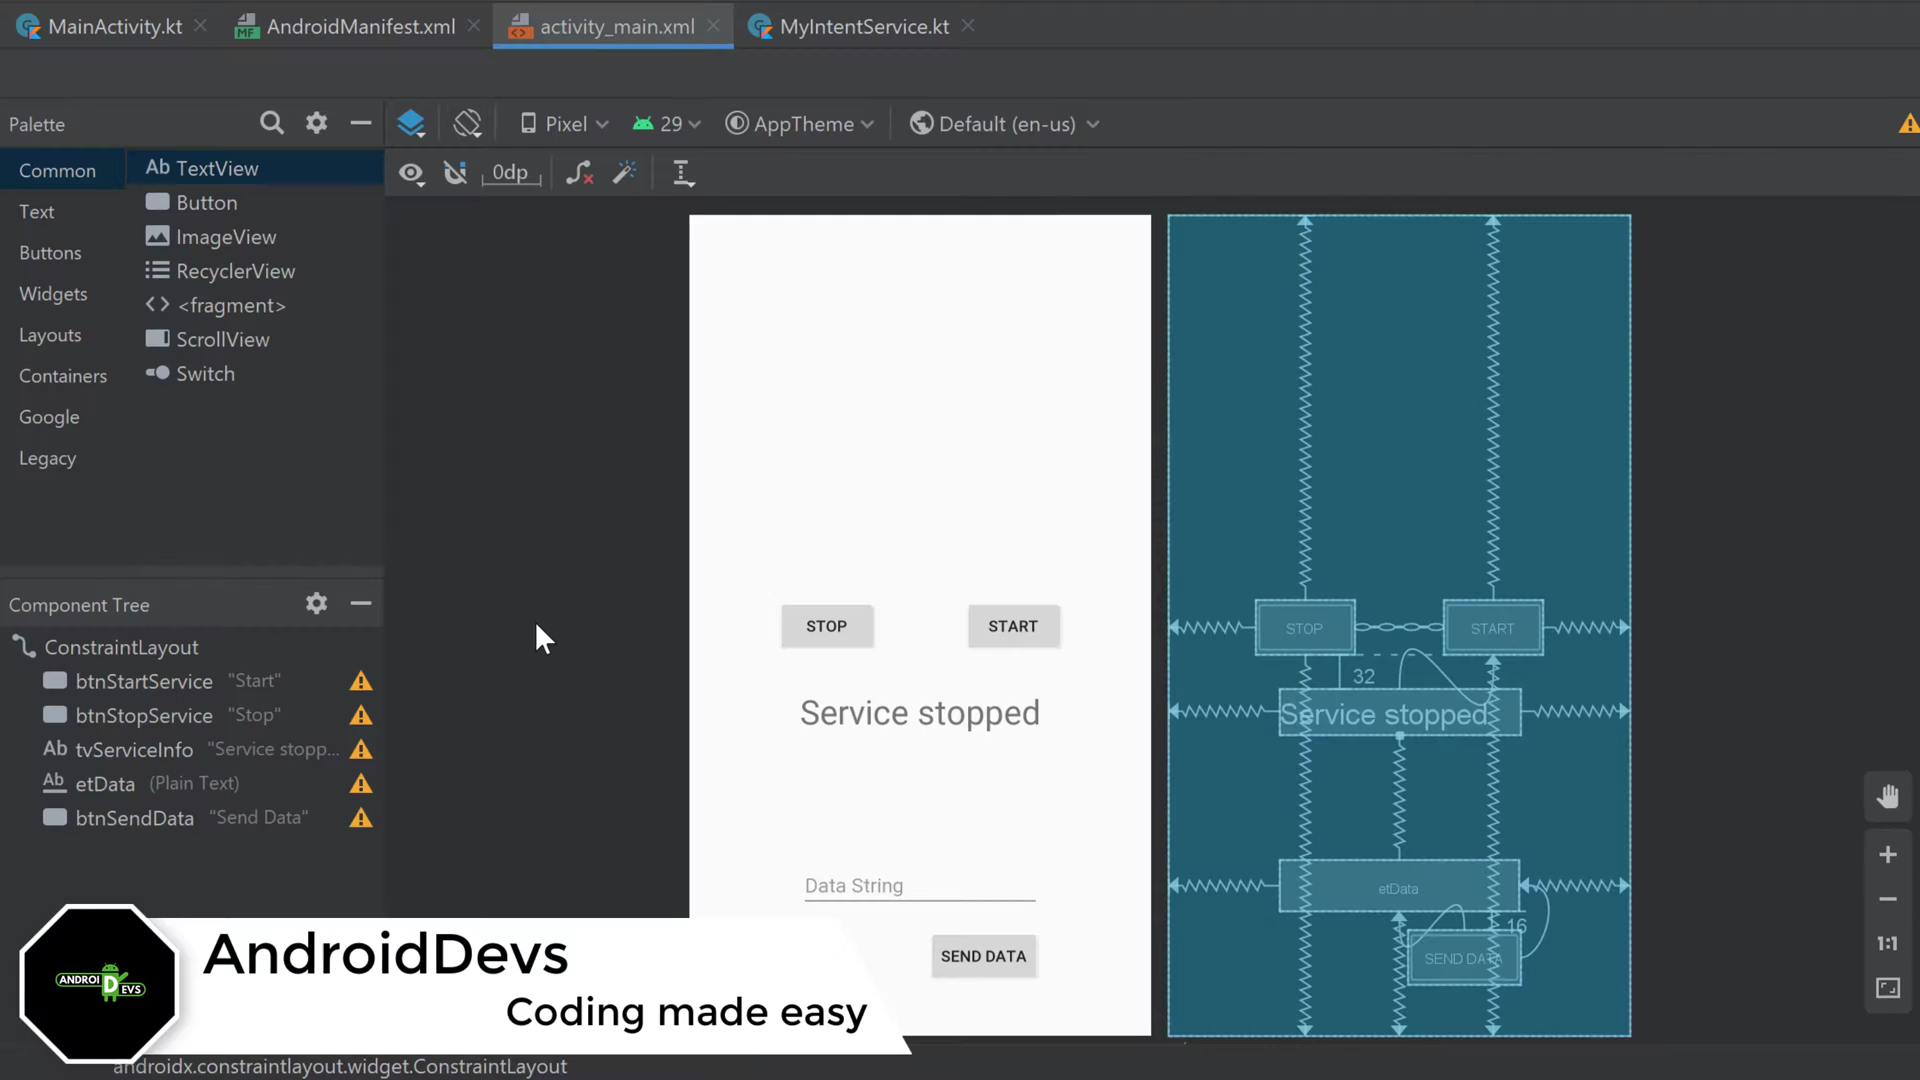 MainActivity.kt
AndroidManifest.xml
activity_main.xml
MyIntentService.kt
Palette
Pixel
29
AppTheme
Default (en-us)
0dp
Common
Text
Buttons
Widgets
Layouts
Containers
Google
Legacy
Ab TextView
Button
ImageView
RecyclerView
<fragment>
ScrollView
Switch
Component Tree
ConstraintLayout
btnStartService "Start"
btnStopService "Stop"
Ab tvServiceInfo "Service stopp...
Ab etData (Plain Text)
btnSendData "Send Data"
STOP
START
Service stopped
Data String
SEND DATA
STOP
START
32
Service stopped
etData
16
SEND DATA
1:1
MF
ANDROI D EVS
AndroidDevs
Coding made easy
androidx.constraintlayout.widget.ConstraintLayout